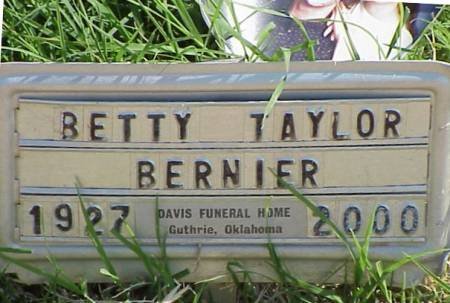 BETTY TAYLOR
BERNIER
1927 DAVIS FUNERAL HOME 2000
Guthrie, Oklahoma